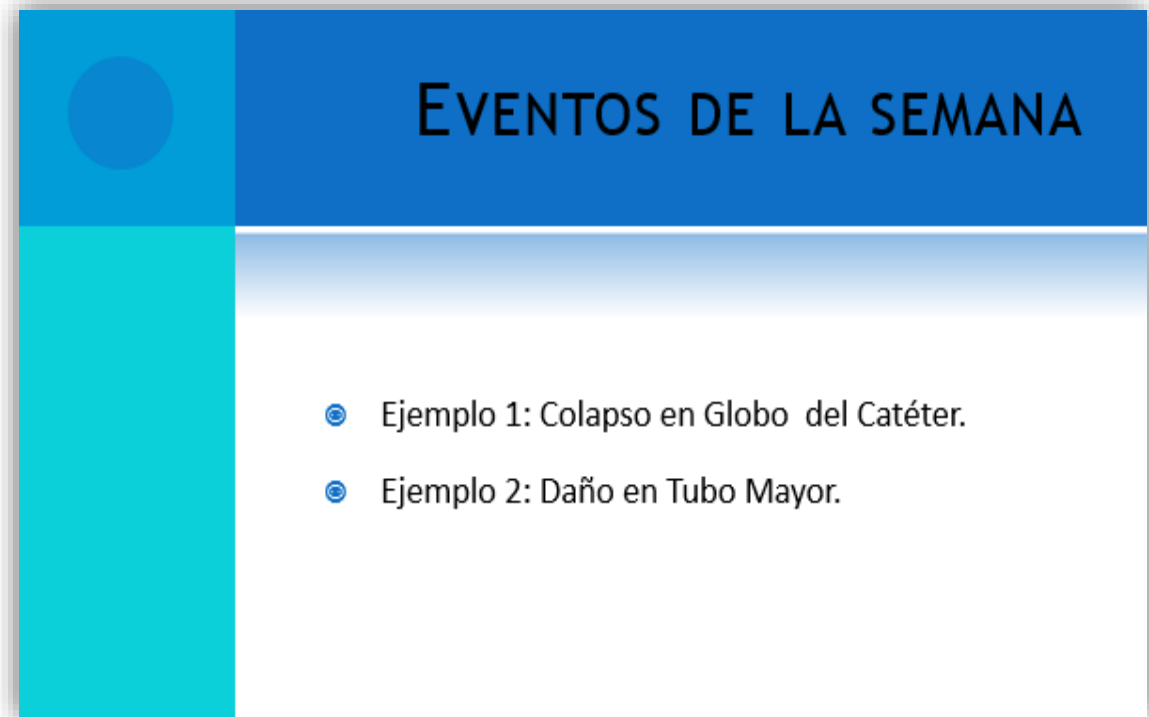 EVENTOS DE LA SEMANA
Ejemplo 1: Colapso en Globo  del Catéter.
Ejemplo 2: Daño en Tubo Mayor.